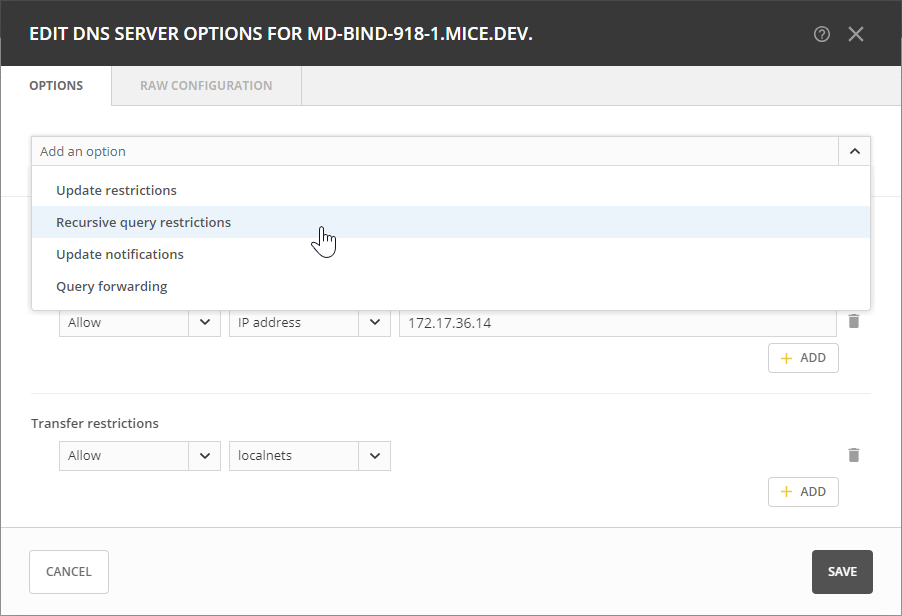 EDIT DNS SERVER OPTIONS FOR MD-BIND-918-1.MICE.DEV.
OPTIONS RAW CONFIGURATION
Add an option
Update restrictions
Recursive query restrictions
Update notifications
Query forwarding
Allow IP address 172.17.36.14
ADD
Transfer restrictions
Allow localnets
ADD
CANCEL SAVE